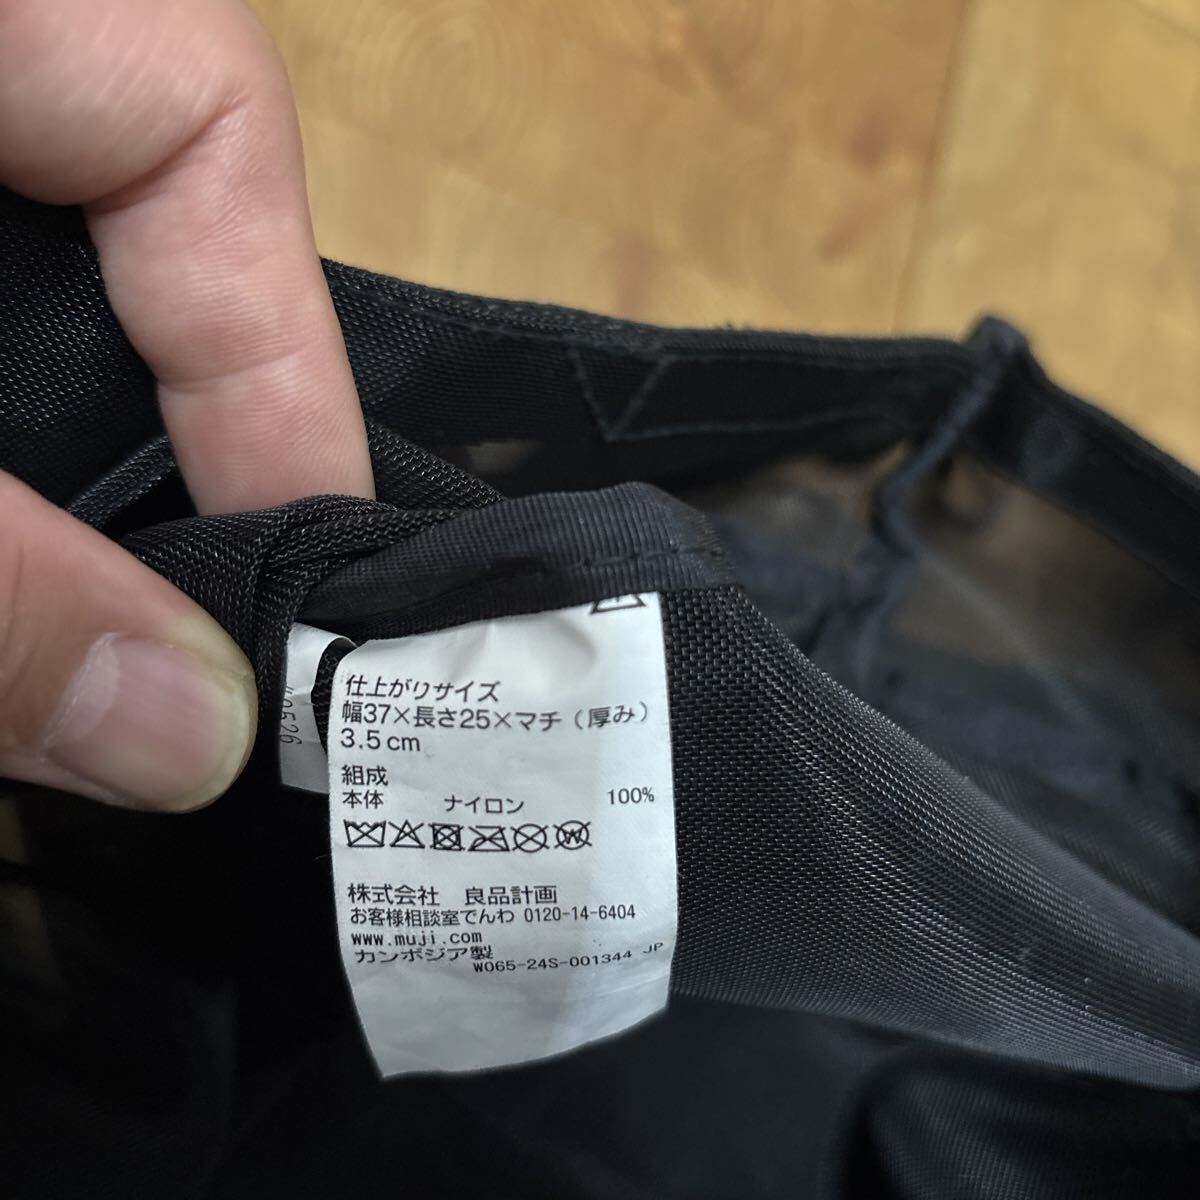 仕上がりサイズ
幅37×長さ25×マチ（厚み）
3.5cm
組成
本体 ナイロン 100%
株式会社 良品計画
お客様相談室でんわ 0120-14-6404
www.muji.com
カンボジア製
W065-24S-001344 JP